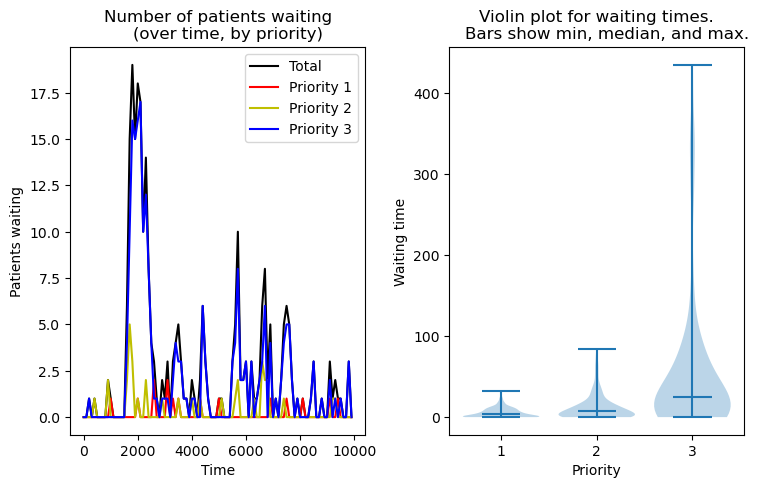 Number of patients waiting
(over time, by priority)
Total
Priority 1
Priority 2
Priority 3
17.5
15.0
12.5
10.0
7.5
5.0
2.5
0.0
Patients waiting
0 2000 4000 6000 8000 10000
Time
Violin plot for waiting times.
Bars show min, median, and max.
400
300
200
100
0
Waiting time
1 2 3
Priority